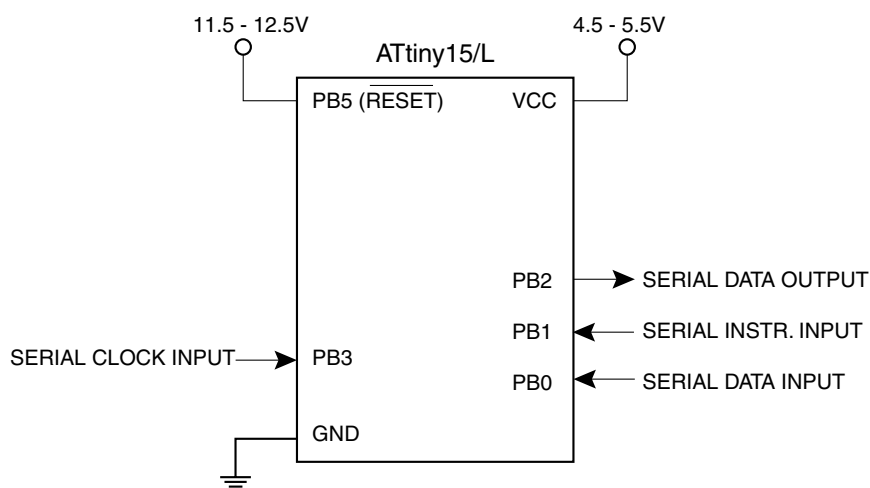 11.5 - 12.5V
4.5 - 5.5V
ATtiny15/L
PB5 (RESET)
VCC
PB2
SERIAL DATA OUTPUT
PB1
SERIAL INSTR. INPUT
SERIAL CLOCK INPUT
PB3
PB0
SERIAL DATA INPUT
GND